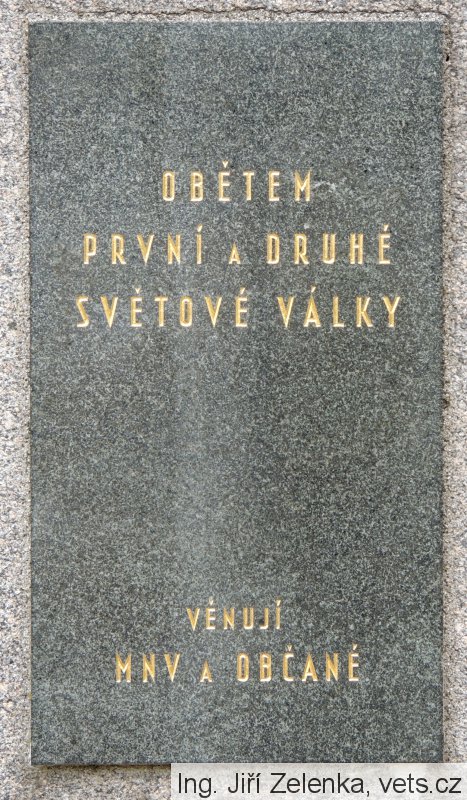 OBĚTEM
PRVNÍ A DRUHÉ
SVĚTOVÉ VÁLKY
VĚNUJÍ
MNV A OBČANÉ
Ing. Jiří Zelenka, vets.cz